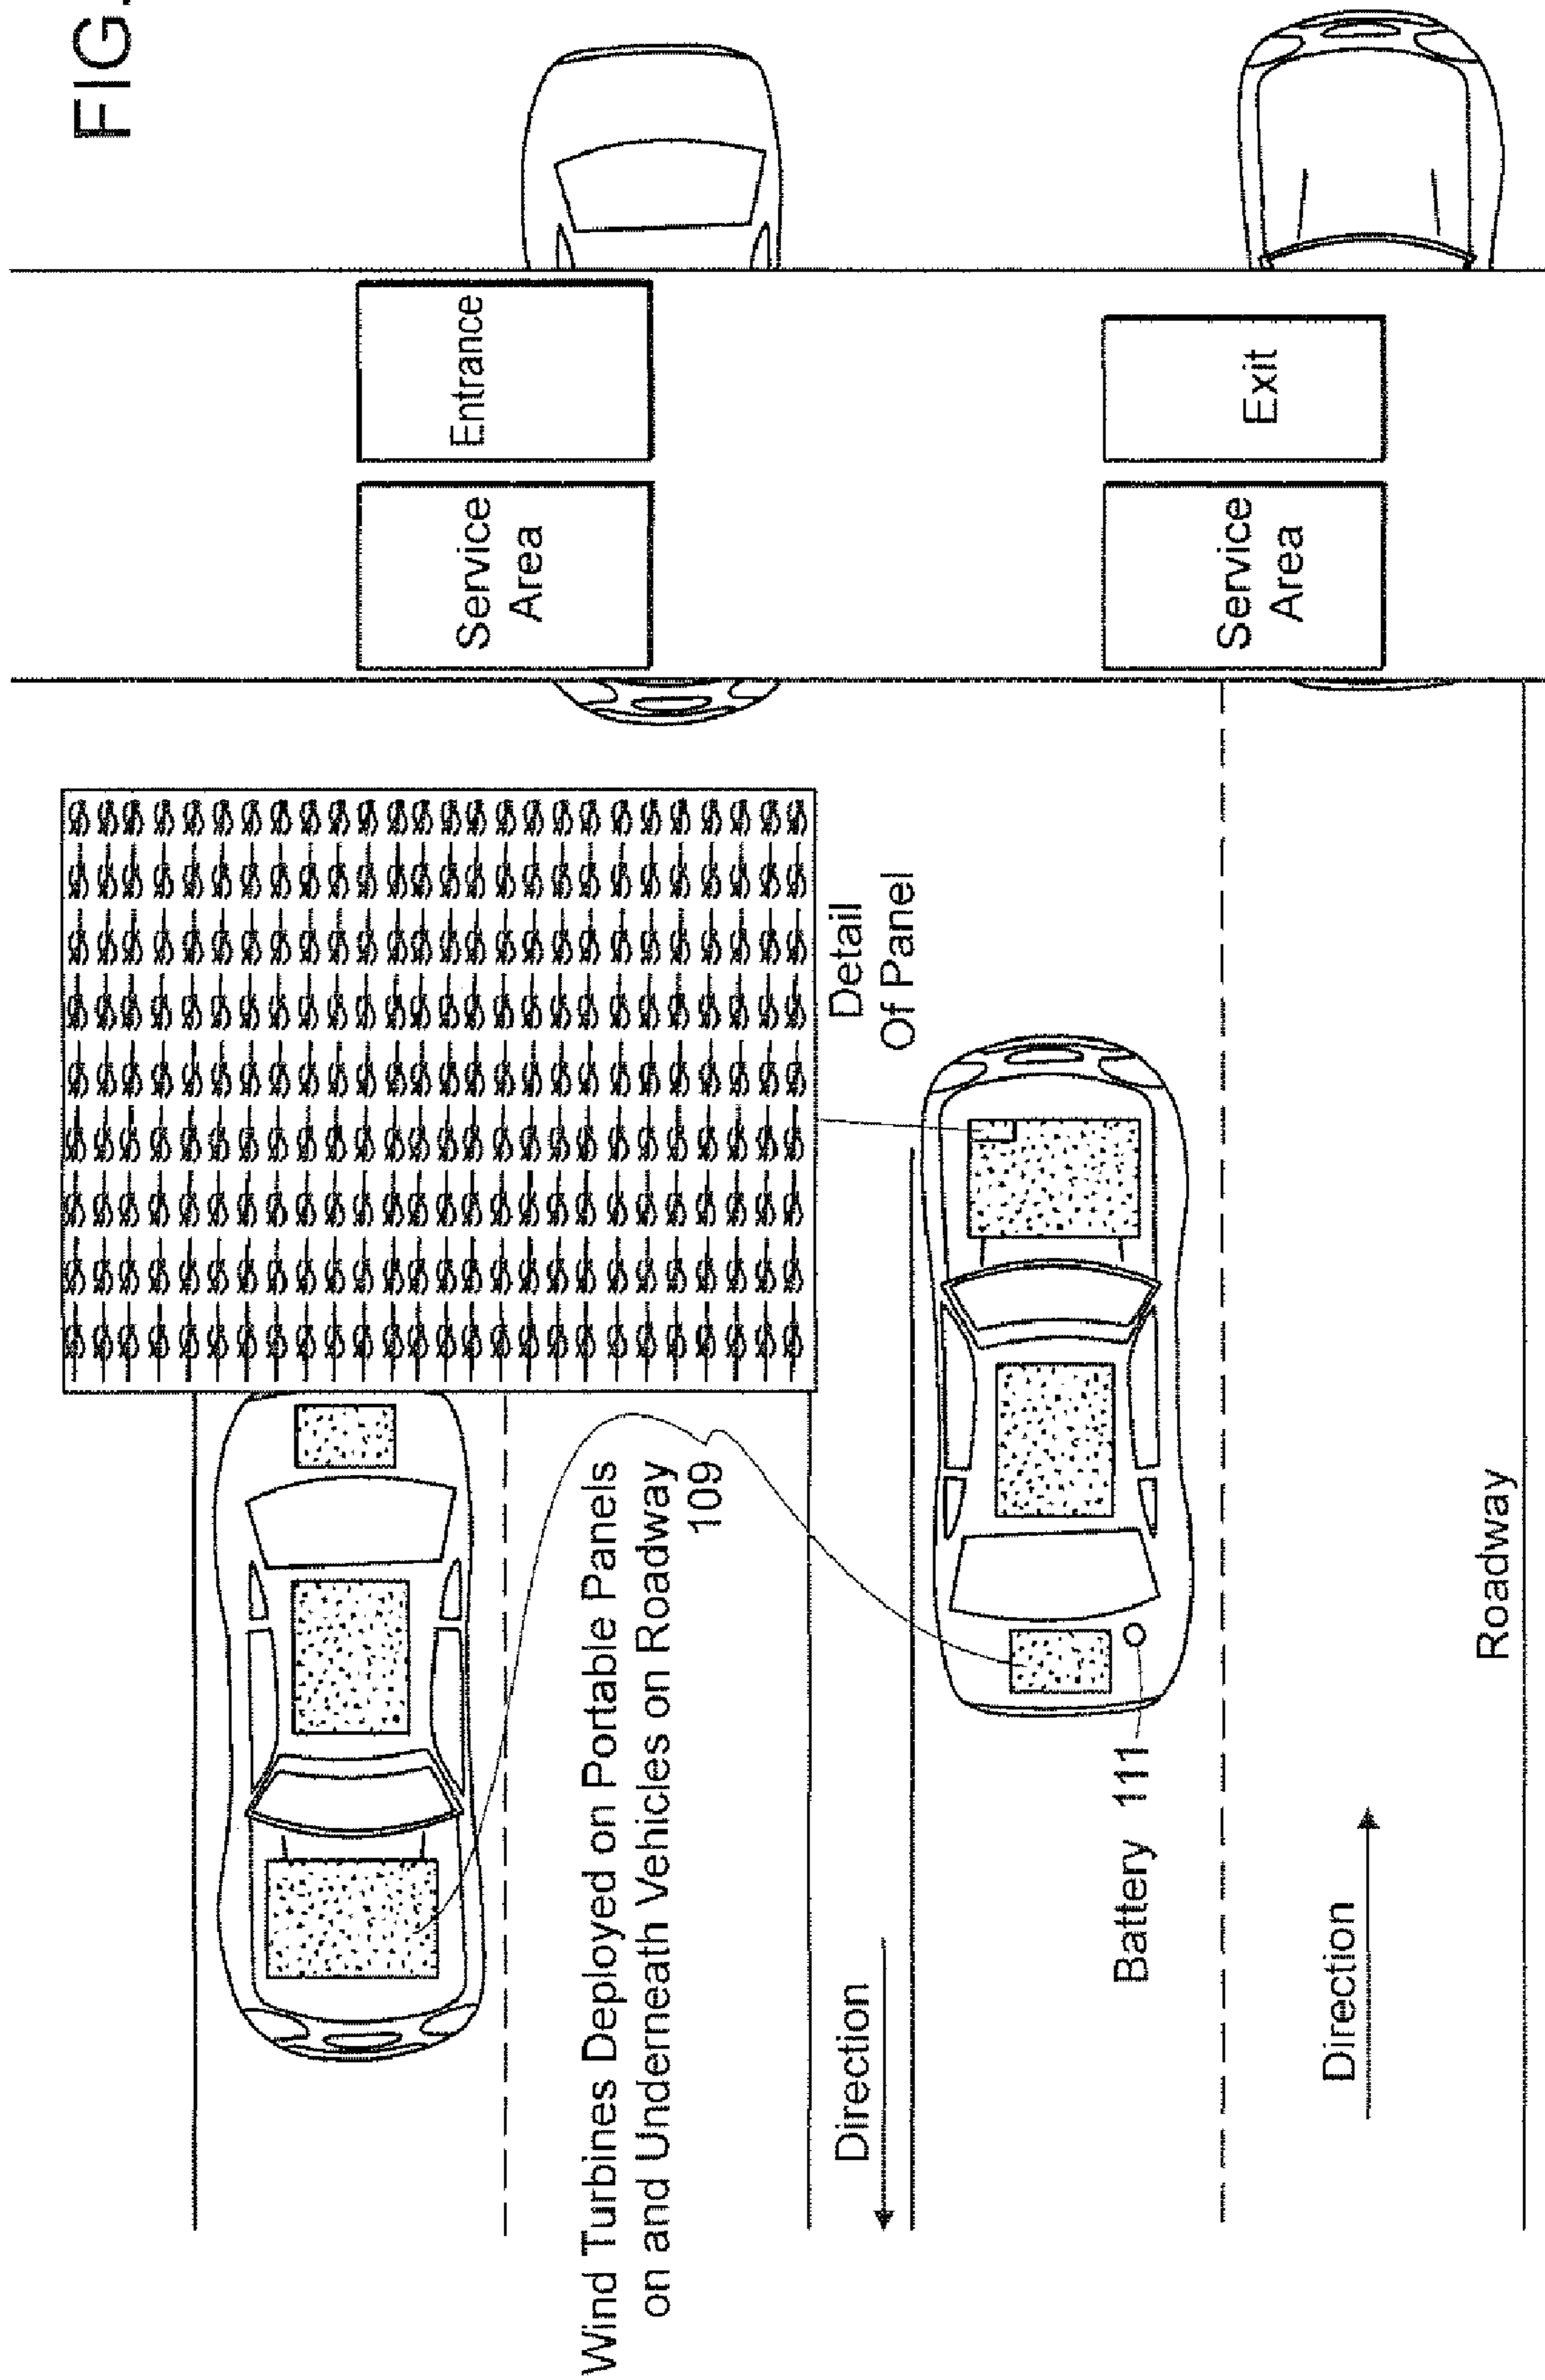 FIG.
Entrance
Service
Area
Exit
Service
Area
Detail
Of Panel
Wind Turbines Deployed on Portable Panels
on and Underneath Vehicles on Roadway
109
Direction
Battery 111
Direction
Roadway